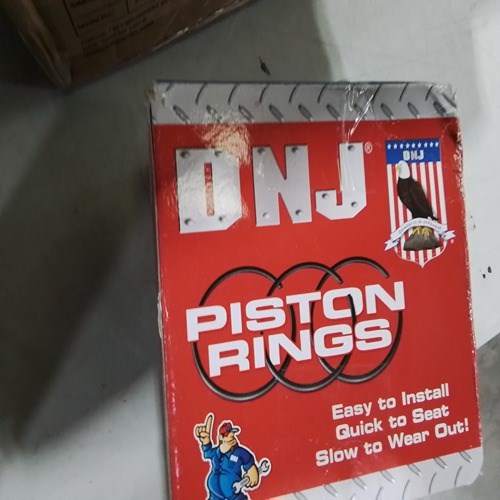 DNJ®
DNJ
PISTON
RINGS
Easy to Install
Quick to Seat
Slow to Wear Out!